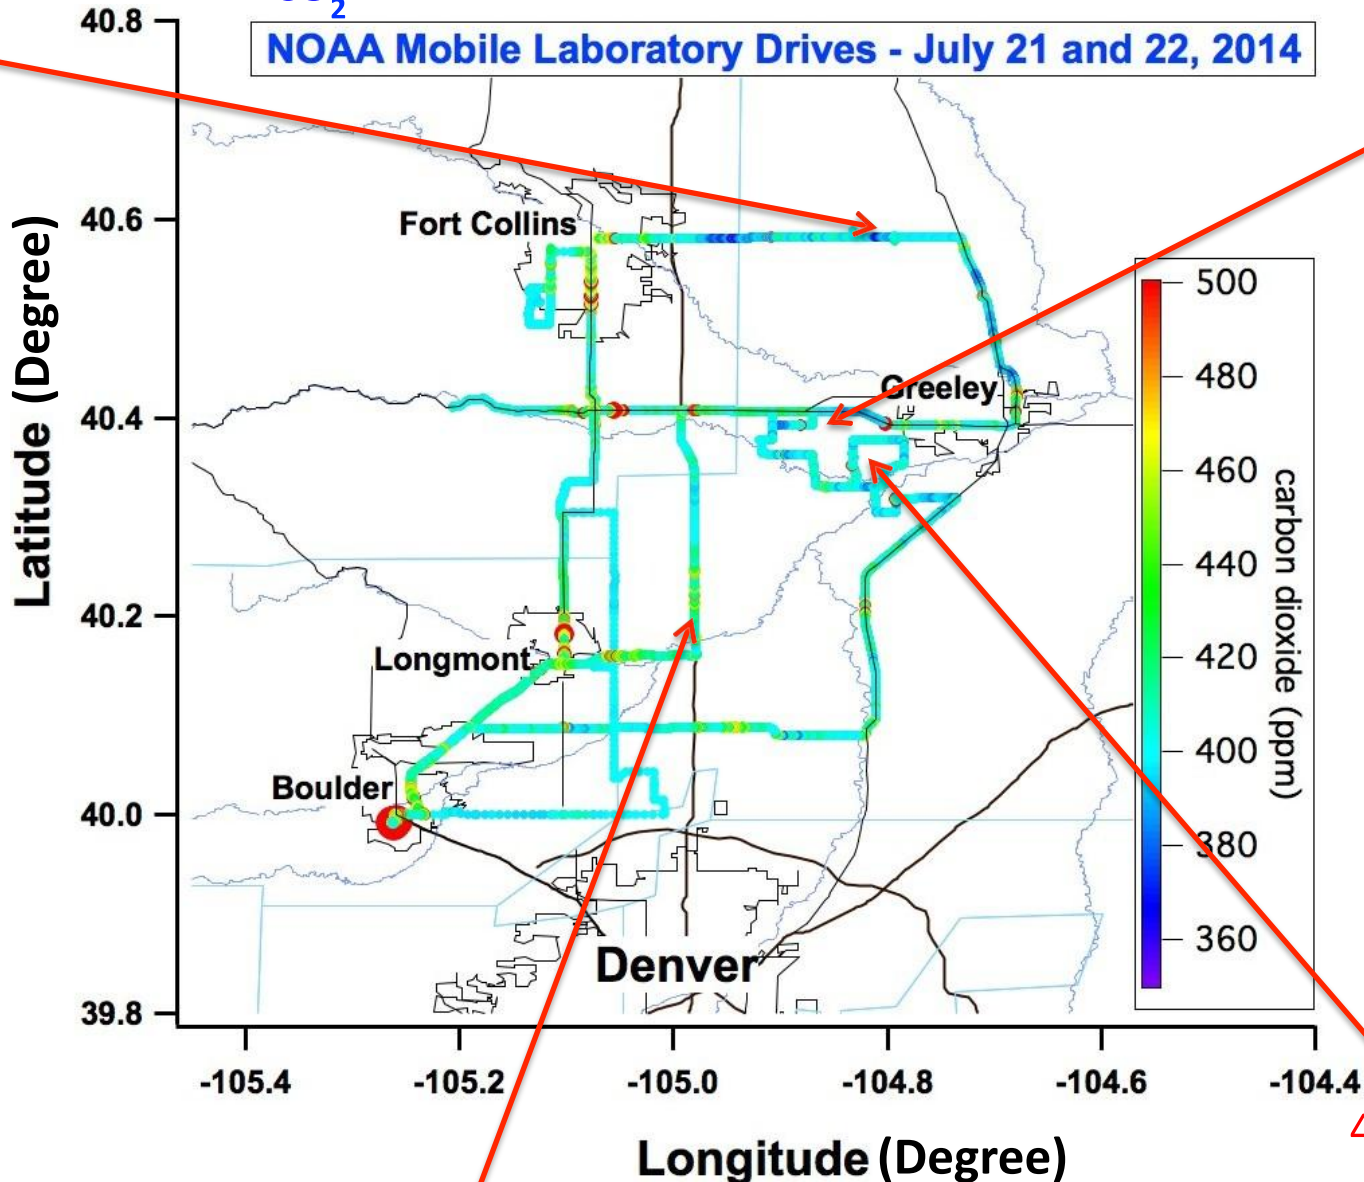 NOAA Mobile Laboratory Drives - July 21 and 22, 2014
40.8
40.6
40.4
40.2
40.0
39.8
Latitude (Degree)
Fort Collins
Greeley
Longmont
Boulder
Denver
500
480
460
440
420
400
380
360
carbon dioxide (ppm)
-105.4
-105.2
-105.0
-104.8
-104.6
-104.4
Longitude (Degree)